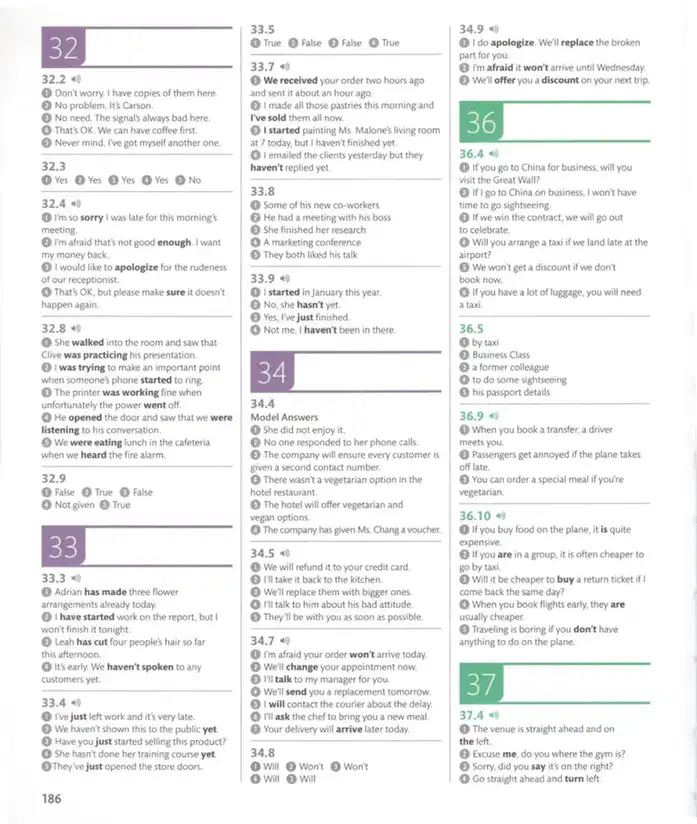 32
32.2
1 Don't worry. I have copies of them here.
2 No problem. It's Carson.
3 No need. The signal's always bad here.
4 That's OK. We can have coffee first.
5 Never mind. I've got myself another one.
32.3
1 Yes 2 Yes 3 Yes 4 Yes 5 No
32.4
1 I'm so sorry I was late for this morning's
meeting.
2 I'm afraid that's not good enough. I want
my money back.
3 I would like to apologize for the rudeness
of our receptionist.
4 That's OK, but please make sure it doesn't
happen again.
32.8
1 She walked into the room and saw that
Clive was practicing his presentation.
2 I was trying to make an important point
when someone's phone started to ring.
3 The printer was working fine when
unfortunately the power went off.
4 He opened the door and saw that we were
listening to his conversation.
5 We were eating lunch in the cafeteria
when we heard the fire alarm.
32.9
1 False 2 True 3 False
4 Not given 5 True
33
33.3
1 Adrian has made three flower
arrangements already today.
2 I have started work on the report, but I
won't finish it tonight.
3 Leah has cut four people's hair so far
this afternoon.
4 It's early. We haven't spoken to any
customers yet.
33.4
1 I've just left work and it's very late.
2 We haven't shown this to the public yet.
3 Have you just started selling this product?
4 She hasn't done her training course yet.
5 They've just opened the store doors.
186
33.5
1 True 2 False 3 False 4 True
33.7
1 We received your order two hours ago
and sent it about an hour ago.
2 I made all those pastries this morning and
I've sold them all now.
3 I started painting Ms. Malone's living room
at 7 today, but I haven't finished yet.
4 I emailed the clients yesterday but they
haven't replied yet.
33.8
1 Some of his new co-workers
2 He had a meeting with his boss
3 She finished her research
4 A marketing conference
5 They both liked his talk
33.9
1 I started in January this year.
2 No, she hasn't yet.
3 Yes, I've just finished.
4 Not me. I haven't been in there.
34
34.4
Model Answers
1 She did not enjoy it.
2 No one responded to her phone calls.
3 The company will ensure every customer is
given a second contact number.
4 There wasn't a vegetarian option in the
hotel restaurant.
5 The hotel will offer vegetarian and
vegan options.
6 The company has given Ms. Chang a voucher.
34.5
1 We will refund it to your credit card.
2 I'll take it back to the kitchen.
3 We'll replace them with bigger ones.
4 I'll talk to him about his bad attitude.
5 They'll be with you as soon as possible.
34.7
1 I'm afraid your order won't arrive today.
2 We'll change your appointment now.
3 I'll talk to my manager for you.
4 We'll send you a replacement tomorrow.
5 I will contact the courier about the delay.
6 I'll ask the chef to bring you a new meal.
7 Your delivery will arrive later today.
34.8
1 Will 2 Won't 3 Won't
4 Will 5 Will
34.9
1 I do apologize. We'll replace the broken
part for you.
2 I'm afraid it won't arrive until Wednesday.
3 We'll offer you a discount on your next trip.
36
36.4
1 If you go to China for business, will you
visit the Great Wall?
2 If I go to China on business, I won't have
time to go sightseeing.
3 If we win the contract, we will go out
to celebrate.
4 Will you arrange a taxi if we land late at the
airport?
5 We won't get a discount if we don't
book now.
6 If you have a lot of luggage, you will need
a taxi.
36.5
1 by taxi
2 Business Class
3 a former colleague
4 to do some sightseeing
5 his passport details
36.9
1 When you book a transfer, a driver
meets you.
2 Passengers get annoyed if the plane takes
off late.
3 You can order a special meal if you're
vegetarian.
36.10
1 If you buy food on the plane, it is quite
expensive.
2 If you are in a group, it is often cheaper to
go by taxi.
3 Will it be cheaper to buy a return ticket if I
come back the same day?
4 When you book flights early, they are
usually cheaper.
5 Traveling is boring if you don't have
anything to do on the plane.
37
37.4
1 The venue is straight ahead and on
the left.
2 Excuse me, do you where the gym is?
3 Sorry, did you say it's on the right?
4 Go straight ahead and turn left.